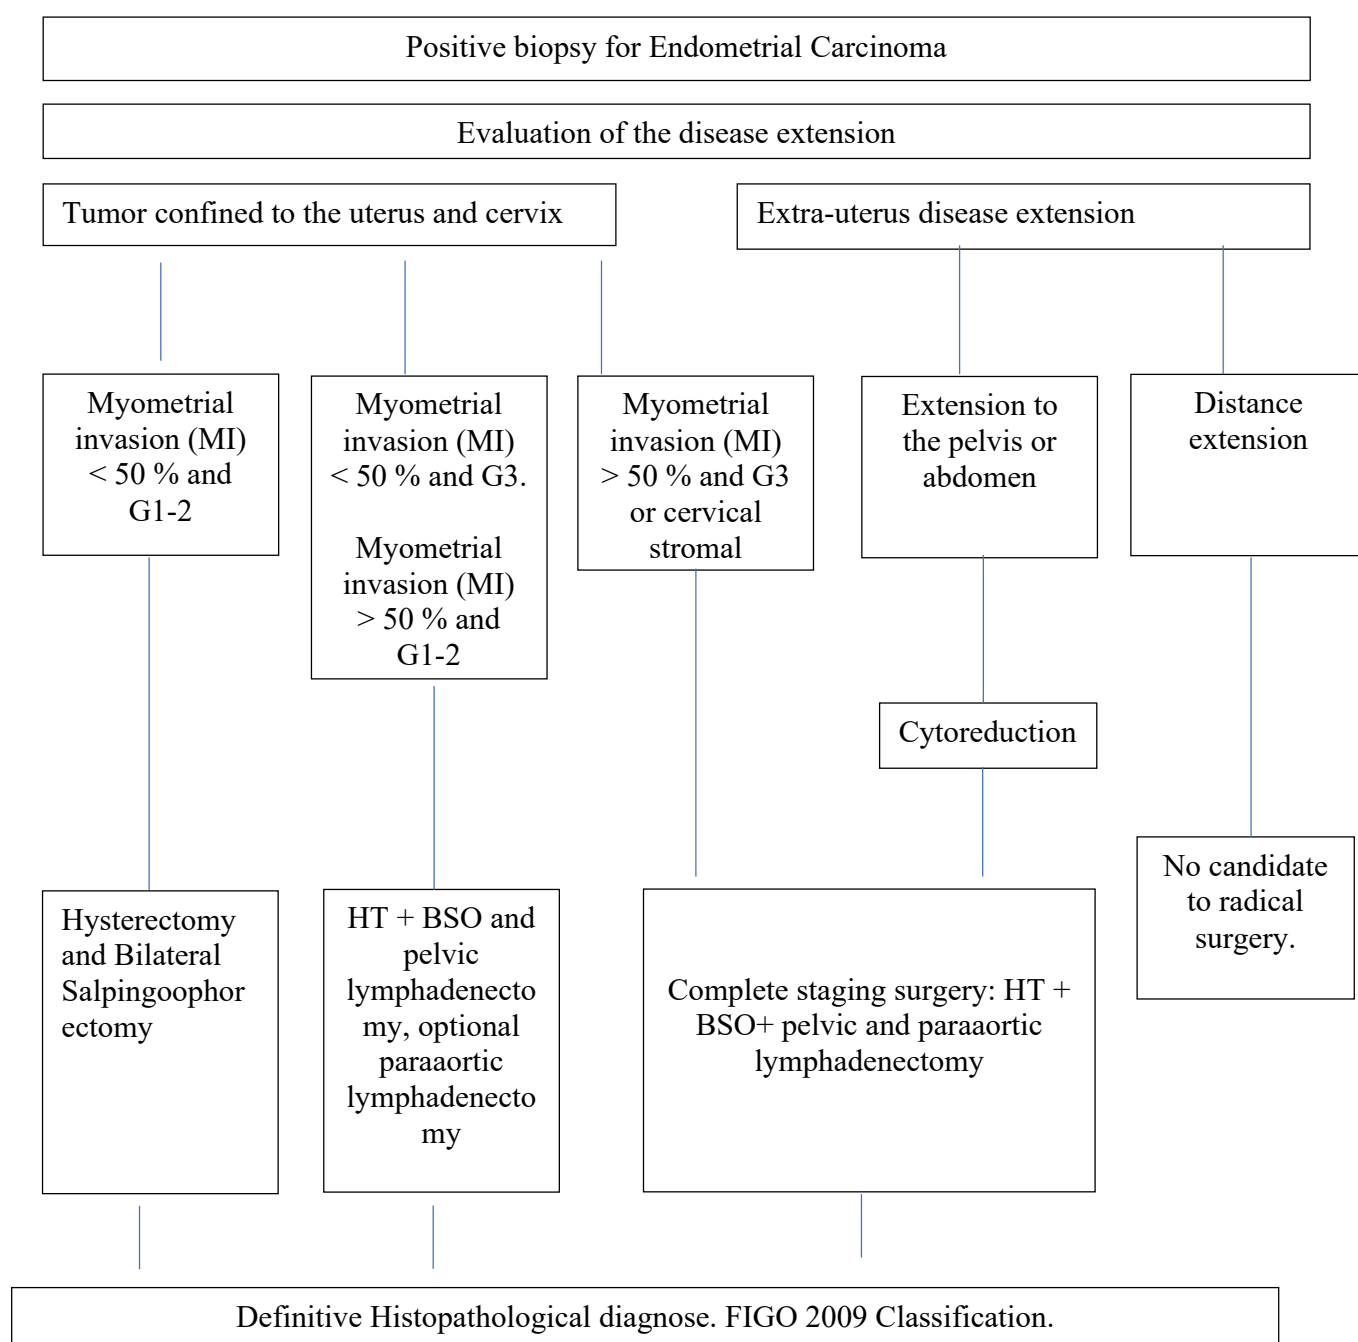 Positive biopsy for Endometrial Carcinoma
Evaluation of the disease extension
Tumor confined to the uterus and cervix
Extra-uterus disease extension
Myometrial
invasion (MI)
< 50 % and
G1-2
Myometrial
invasion (MI)
< 50 % and G3.
Myometrial
invasion (MI)
> 50 % and
G1-2
Myometrial
invasion (MI)
> 50 % and G3
or cervical
stromal
Extension to
the pelvis or
abdomen
Distance
extension
Cytoreduction
Hysterectomy
and Bilateral
Salpingoophor
ectomy
HT + BSO and
pelvic
lymphadenecto
my, optional
paraaortic
lymphadenecto
my
Complete staging surgery: HT +
BSO+ pelvic and paraaortic
lymphadenectomy
No candidate
to radical
surgery.
Definitive Histopathological diagnose. FIGO 2009 Classification.